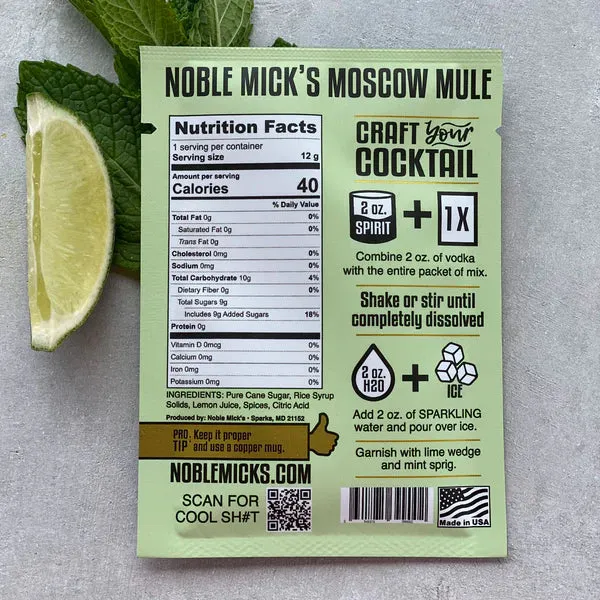 NOBLE MICK'S MOSCOW MULE
Nutrition Facts
1 serving per container
Serving size 12 g
Amount per serving
Calories 40
% Daily Value
Total Fat 0g 0%
Saturated Fat 0g 0%
Trans Fat 0g
Cholesterol 0mg 0%
Sodium 0mg 0%
Total Carbohydrate 10g 4%
Dietary Fiber 0g 0%
Total Sugars 9g
Includes 9g Added Sugars 18%
Protein 0g
Vitamin D 0mcg 0%
Calcium 0mg 0%
Iron 0mg 0%
Potassium 0mg 0%
INGREDIENTS: Pure Cane Sugar, Rice Syrup
Solids, Lemon Juice, Spices, Citric Acid
Produced by: Noble Mick's • Sparks, MD 21152
PRO Keep it proper
TIP and use a copper mug.
NOBLEMICKS.COM
SCAN FOR
COOL SH#T
CRAFT your
COCKTAIL
2 oz.
SPIRIT
+
1X
Combine 2 oz. of vodka
with the entire packet of mix.
Shake or stir until
completely dissolved
2 oz.
H20
+
ICE
Add 2 oz. of SPARKLING
water and pour over ice.
Garnish with lime wedge
and mint sprig.
Made in USA